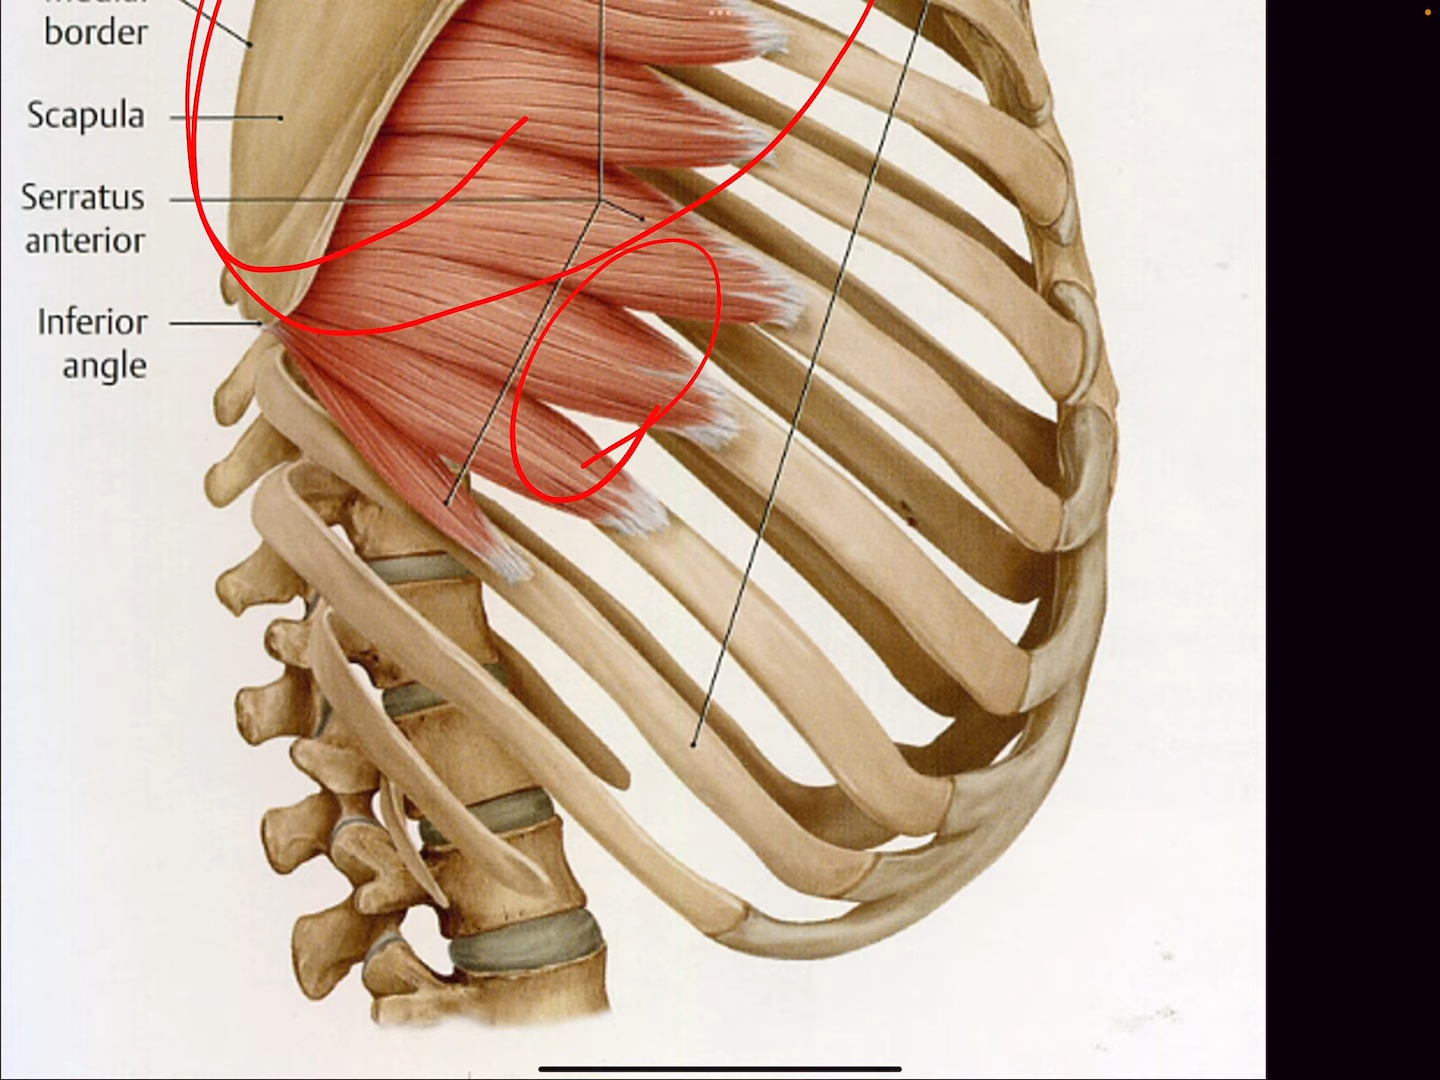 border
Scapula
Serratus
anterior
Inferior
angle